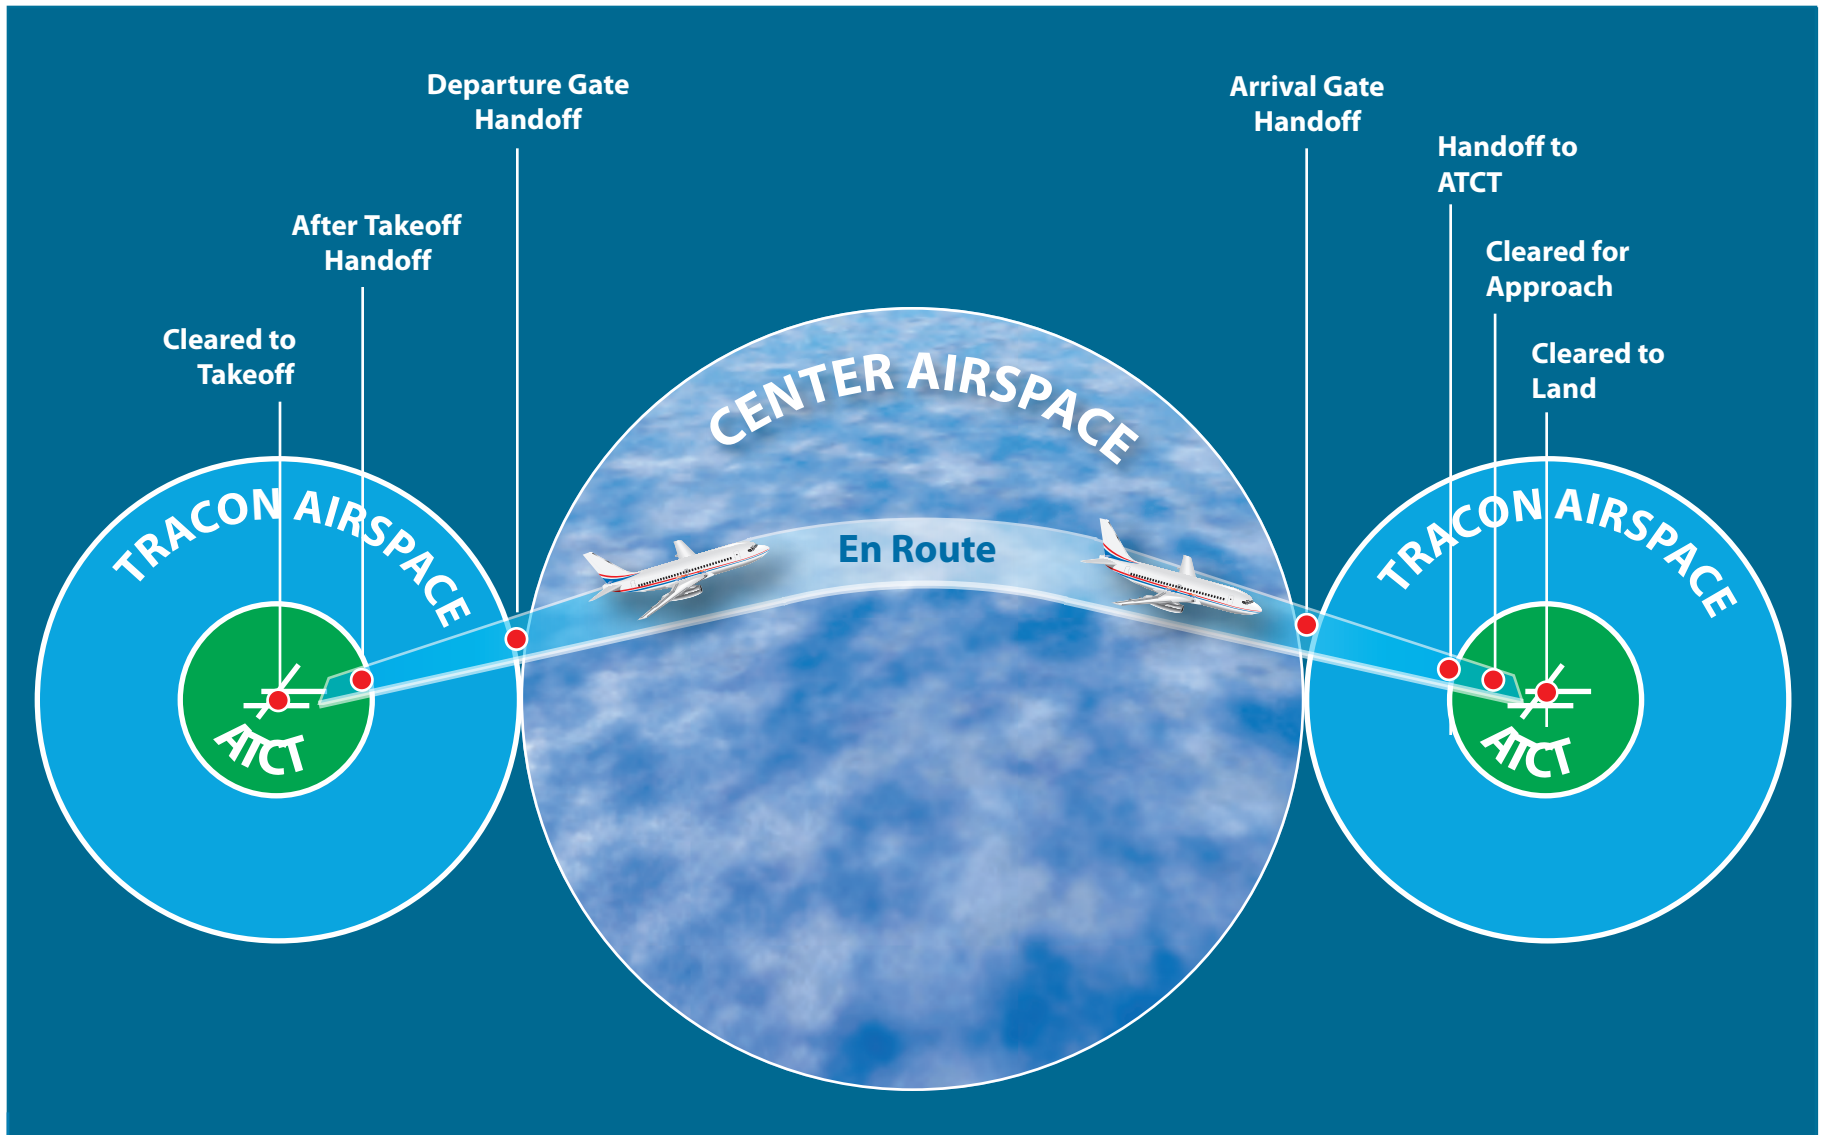 Departure Gate
Handoff
Arrival Gate
Handoff
Handoff to
ATCT
After Takeoff
Handoff
Cleared for
Approach
Cleared to
Takeoff
Cleared to
Land
CENTER AIRSPACE
TRACON AIRSPACE
TRACON AIRSPACE
En Route
ATCT
ATCT